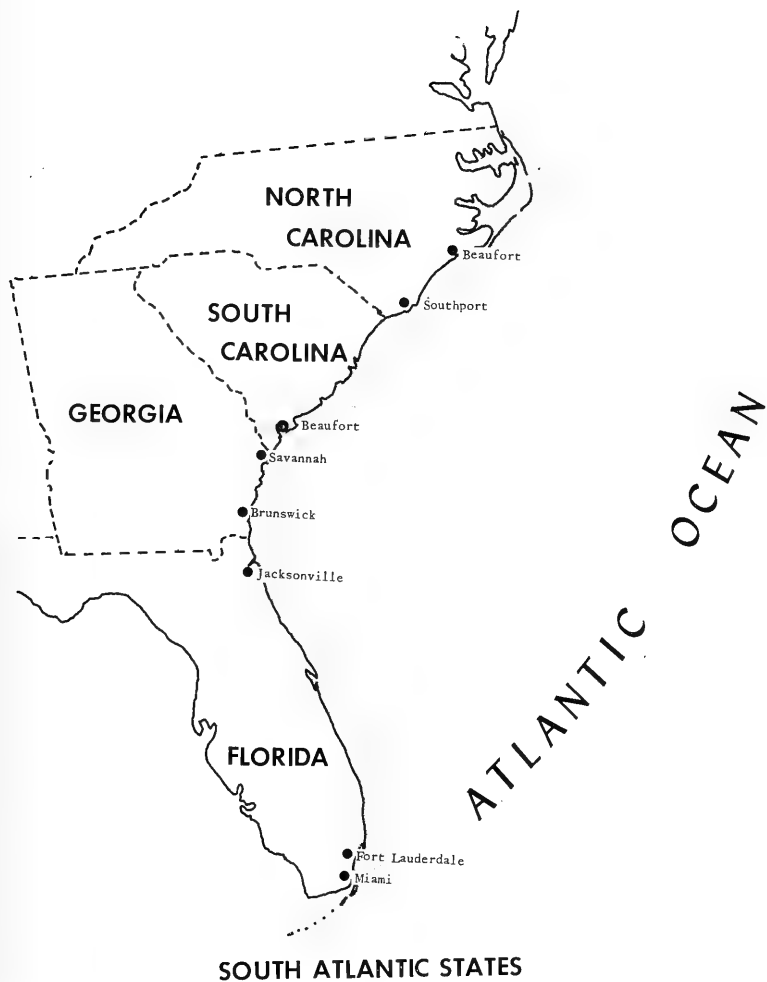 NORTH
CAROLINA
Beaufort
Southport
SOUTH
CAROLINA
GEORGIA
Beaufort
Savannah
Brunswick
Jacksonville
ATLANTIC OCEAN
FLORIDA
Fort Lauderdale
Miami
SOUTH ATLANTIC STATES